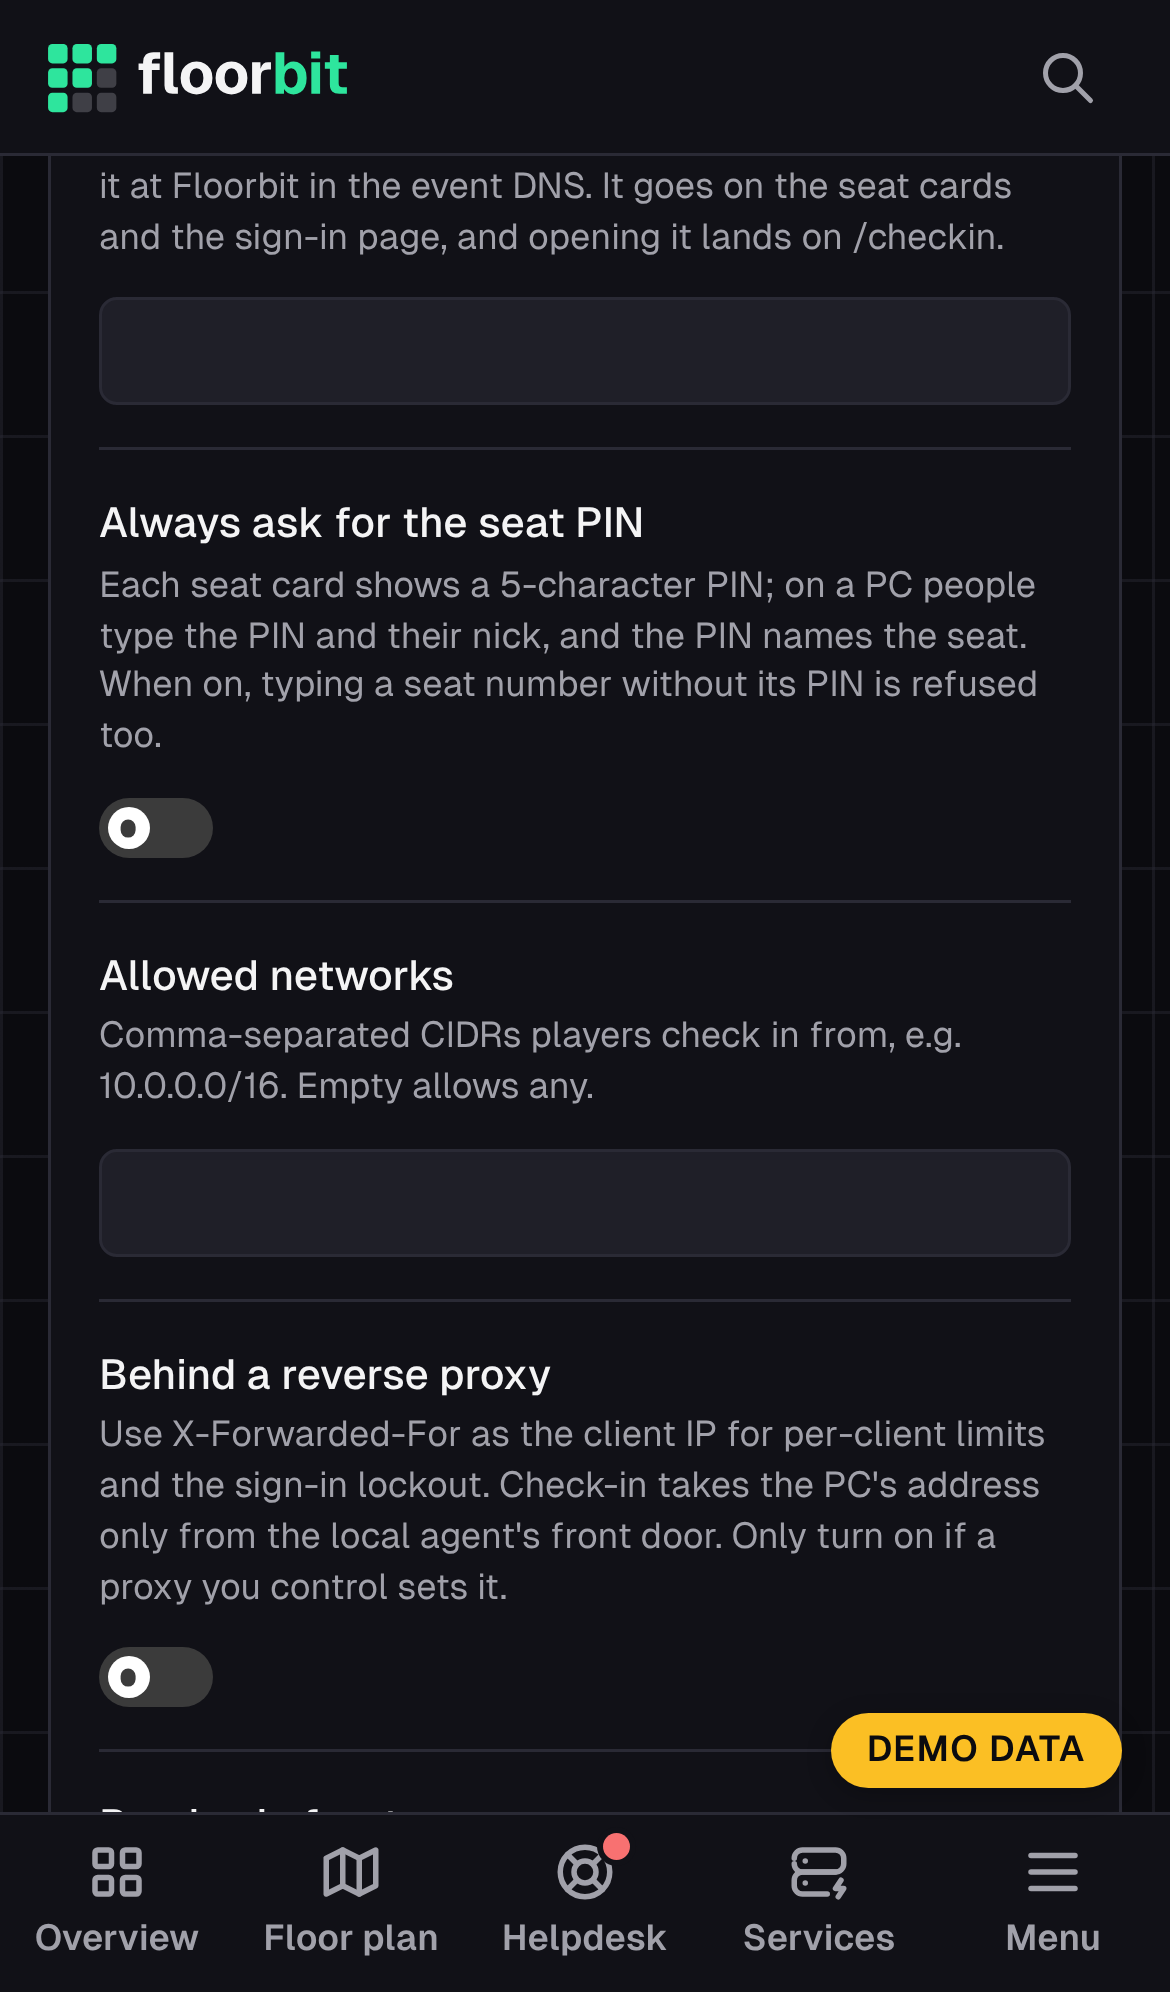 floorbit
it at Floorbit in the event DNS. It goes on the seat cards
and the sign-in page, and opening it lands on /checkin.
Always ask for the seat PIN
Each seat card shows a 5-character PIN; on a PC people
type the PIN and their nick, and the PIN names the seat.
When on, typing a seat number without its PIN is refused
too.
Allowed networks
Comma-separated CIDRs players check in from, e.g.
10.0.0.0/16. Empty allows any.
Behind a reverse proxy
Use X-Forwarded-For as the client IP for per-client limits
and the sign-in lockout. Check-in takes the PC's address
only from the local agent's front door. Only turn on if a
proxy you control sets it.
DEMO DATA
Overview
Floor plan
Helpdesk
Services
Menu